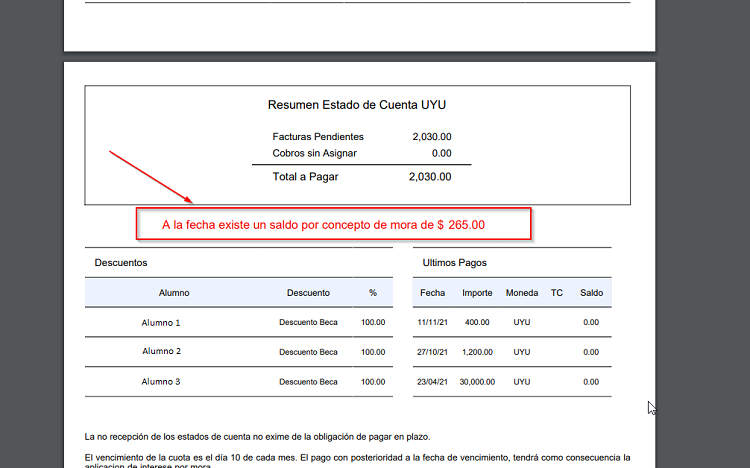 Resumen Estado de Cuenta UYU
Facturas Pendientes 2,030.00
Cobros sin Asignar 0.00
Total a Pagar 2,030.00
A la fecha existe un saldo por concepto de mora de $ 265.00
Descuentos
Alumno Descuento %
Alumno 1 Descuento Beca 100.00
Alumno 2 Descuento Beca 100.00
Alumno 3 Descuento Beca 100.00
Ultimos Pagos
Fecha Importe Moneda TC Saldo
11/11/21 400.00 UYU 0.00
27/10/21 1,200.00 UYU 0.00
23/04/21 30,000.00 UYU 0.00
La no recepción de los estados de cuenta no exime de la obligación de pagar en plazo.
El vencimiento de la cuota es el día 10 de cada mes. El pago con posterioridad a la fecha de vencimiento, tendrá como consecuencia la
aplicacion de interese por mora